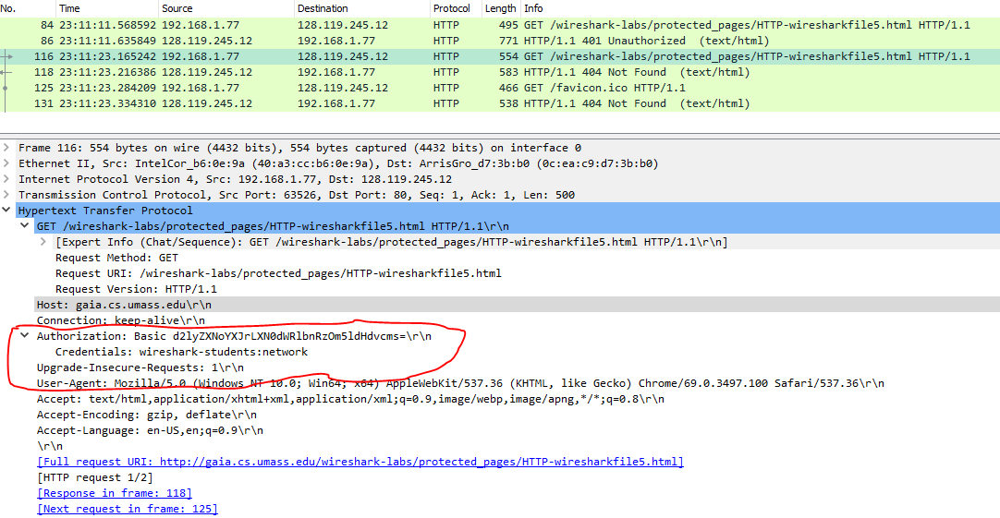 No. Time Source Destination Protocol Length Info
84 23:11:11.568592 192.168.1.77 128.119.245.12 HTTP 495 GET /wireshark-labs/protected_pages/HTTP-wiresharkfile5.html HTTP/1.1
86 23:11:11.635849 128.119.245.12 192.168.1.77 HTTP 771 HTTP/1.1 401 Unauthorized (text/html)
116 23:11:23.165242 192.168.1.77 128.119.245.12 HTTP 554 GET /wireshark-labs/protected_pages/HTTP-wiresharkfile5.html HTTP/1.1
118 23:11:23.216386 128.119.245.12 192.168.1.77 HTTP 583 HTTP/1.1 404 Not Found (text/html)
125 23:11:23.284209 192.168.1.77 128.119.245.12 HTTP 466 GET /favicon.ico HTTP/1.1
131 23:11:23.334310 128.119.245.12 192.168.1.77 HTTP 538 HTTP/1.1 404 Not Found (text/html)
Frame 116: 554 bytes on wire (4432 bits), 554 bytes captured (4432 bits) on interface 0
Ethernet II, Src: IntelCor_b6:0e:9a (40:a3:cc:b6:0e:9a), Dst: ArrisGro_d7:3b:b0 (0c:ea:c9:d7:3b:b0)
Internet Protocol Version 4, Src: 192.168.1.77, Dst: 128.119.245.12
Transmission Control Protocol, Src Port: 63526, Dst Port: 80, Seq: 1, Ack: 1, Len: 500
Hypertext Transfer Protocol
GET /wireshark-labs/protected_pages/HTTP-wiresharkfile5.html HTTP/1.1\r\n
[Expert Info (Chat/Sequence): GET /wireshark-labs/protected_pages/HTTP-wiresharkfile5.html HTTP/1.1\r\n]
Request Method: GET
Request URI: /wireshark-labs/protected_pages/HTTP-wiresharkfile5.html
Request Version: HTTP/1.1
Host: gaia.cs.umass.edu\r\n
Connection: keep-alive\r\n
Authorization: Basic d2lyZXNoYXJrLXN0dWRlbnRzOm5ldHdvcms=\r\n
Credentials: wireshark-students:network
Upgrade-Insecure-Requests: 1\r\n
User-Agent: Mozilla/5.0 (Windows NT 10.0; Win64; x64) AppleWebKit/537.36 (KHTML, like Gecko) Chrome/69.0.3497.100 Safari/537.36\r\n
Accept: text/html,application/xhtml+xml,application/xml;q=0.9,image/webp,image/apng,*/*;q=0.8\r\n
Accept-Encoding: gzip, deflate\r\n
Accept-Language: en-US,en;q=0.9\r\n
\r\n
[Full request URI: http://gaia.cs.umass.edu/wireshark-labs/protected_pages/HTTP-wiresharkfile5.html]
[HTTP request 1/2]
[Response in frame: 118]
[Next request in frame: 125]